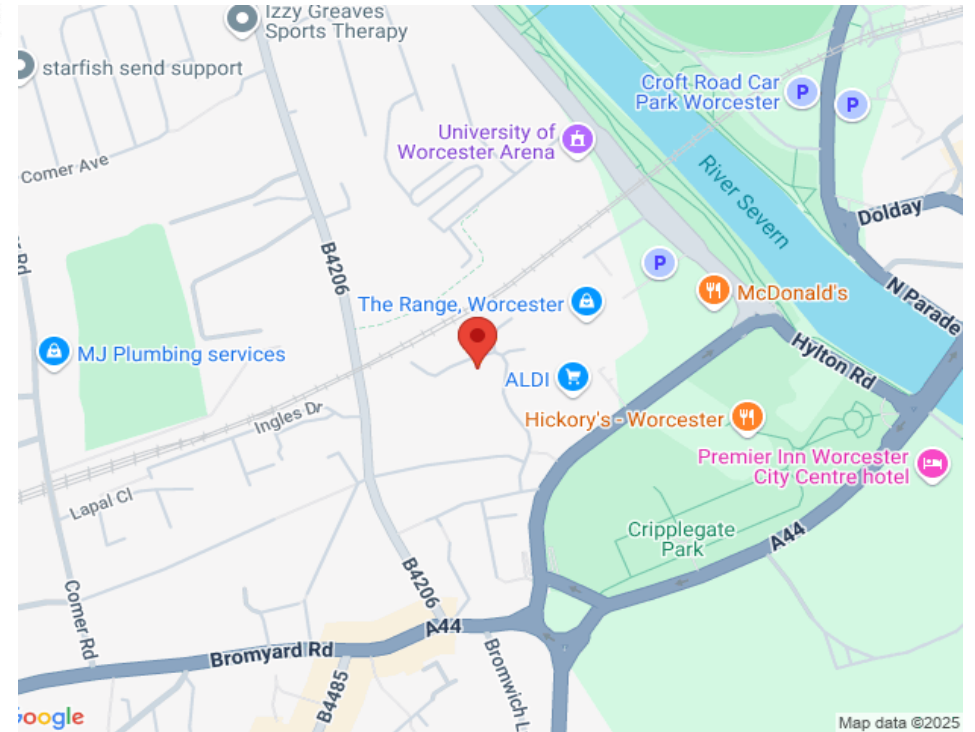 Izzy Greaves
Sports Therapy
starfish send support
Croft Road Car
Park Worcester
P
P
University of
Worcester Arena
Comer Ave
River Severn
Dolday
B4206
P
McDonald's
N Parade
The Range, Worcester
MJ Plumbing services
Hylton Rd
ALDI
Ingles Dr
Hickory's - Worcester
Premier Inn Worcester
City Centre hotel
Lapal Cl
Cripplegate
Park
A44
B4206
Comer Rd
A44
Bromyard Rd
Bromwich L
B4485
Map data ©2025